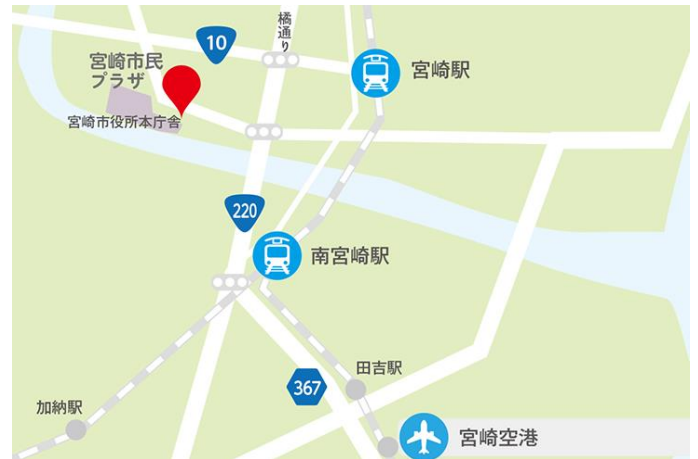 橘通り
10
宮崎市民
プラザ
宮崎駅
宮崎市役所本庁舎
220
南宮崎駅
田吉駅
367
加納駅
宮崎空港